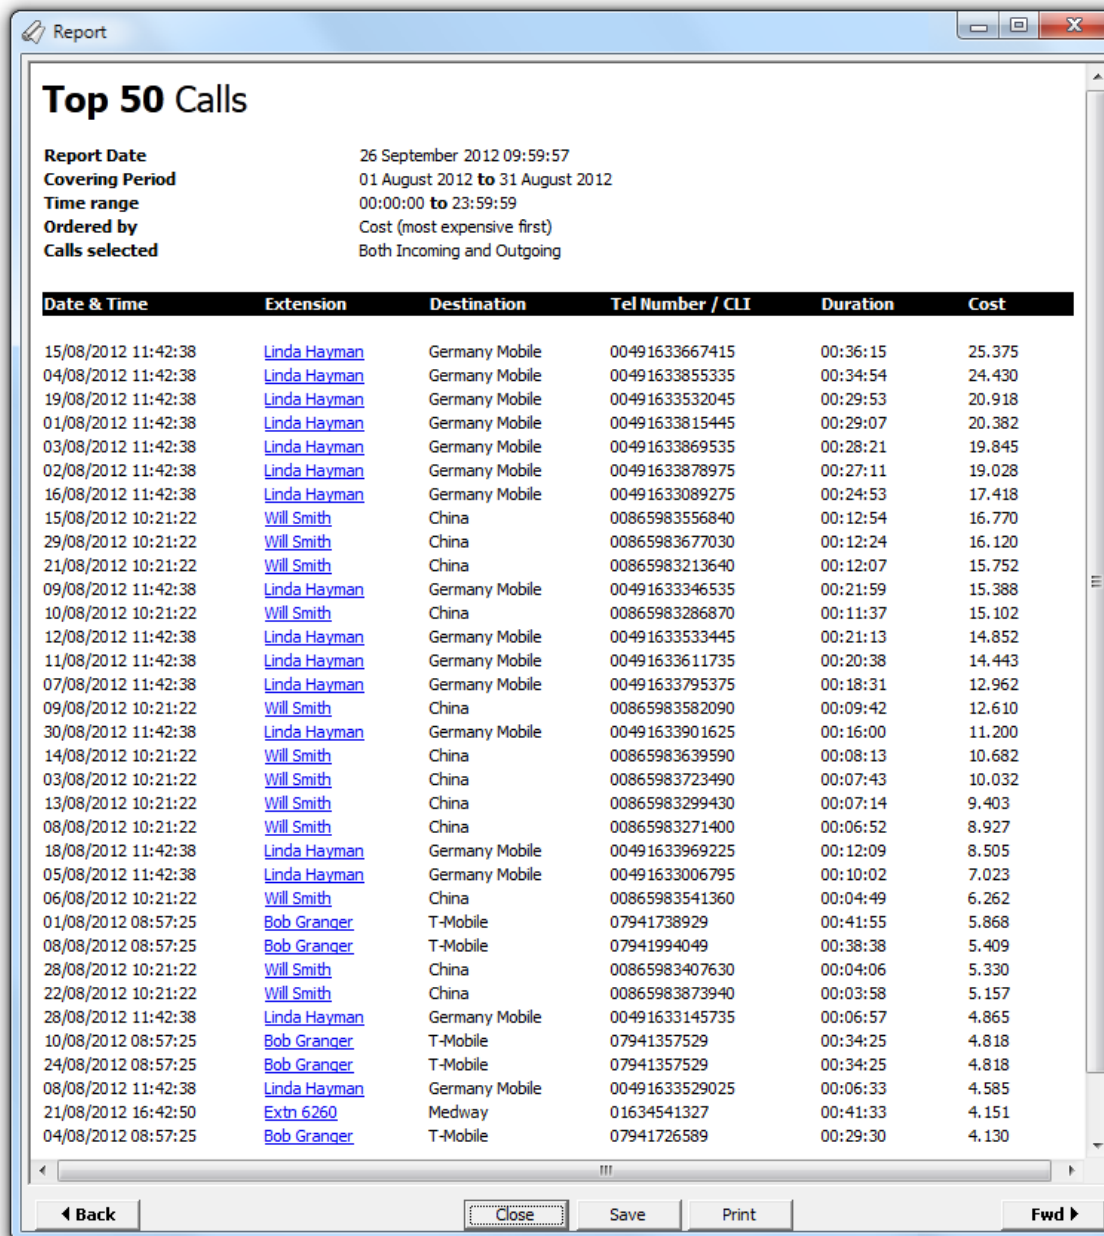 Report
Top 50 Calls
Report Date 26 September 2012 09:59:57
Covering Period 01 August 2012 to 31 August 2012
Time range 00:00:00 to 23:59:59
Ordered by Cost (most expensive first)
Calls selected Both Incoming and Outgoing
Date & Time Extension Destination Tel Number / CLI Duration Cost
15/08/2012 11:42:38 Linda Hayman Germany Mobile 00491633667415 00:36:15 25.375
04/08/2012 11:42:38 Linda Hayman Germany Mobile 00491633855335 00:34:54 24.430
19/08/2012 11:42:38 Linda Hayman Germany Mobile 00491633532045 00:29:53 20.918
01/08/2012 11:42:38 Linda Hayman Germany Mobile 00491633815445 00:29:07 20.382
03/08/2012 11:42:38 Linda Hayman Germany Mobile 00491633869535 00:28:21 19.845
02/08/2012 11:42:38 Linda Hayman Germany Mobile 00491633878975 00:27:11 19.028
16/08/2012 11:42:38 Linda Hayman Germany Mobile 00491633089275 00:24:53 17.418
15/08/2012 10:21:22 Will Smith China 00865983556840 00:12:54 16.770
29/08/2012 10:21:22 Will Smith China 00865983677030 00:12:24 16.120
21/08/2012 10:21:22 Will Smith China 00865983213640 00:12:07 15.752
09/08/2012 11:42:38 Linda Hayman Germany Mobile 00491633346535 00:21:59 15.388
10/08/2012 10:21:22 Will Smith China 00865983286870 00:11:37 15.102
12/08/2012 11:42:38 Linda Hayman Germany Mobile 00491633533445 00:21:13 14.852
11/08/2012 11:42:38 Linda Hayman Germany Mobile 00491633611735 00:20:38 14.443
07/08/2012 11:42:38 Linda Hayman Germany Mobile 00491633795375 00:18:31 12.962
09/08/2012 10:21:22 Will Smith China 00865983582090 00:09:42 12.610
30/08/2012 11:42:38 Linda Hayman Germany Mobile 00491633901625 00:16:00 11.200
14/08/2012 10:21:22 Will Smith China 00865983639590 00:08:13 10.682
03/08/2012 10:21:22 Will Smith China 00865983723490 00:07:43 10.032
13/08/2012 10:21:22 Will Smith China 00865983299430 00:07:14 9.403
08/08/2012 10:21:22 Will Smith China 00865983271400 00:06:52 8.927
18/08/2012 11:42:38 Linda Hayman Germany Mobile 00491633969225 00:12:09 8.505
05/08/2012 11:42:38 Linda Hayman Germany Mobile 00491633006795 00:10:02 7.023
06/08/2012 10:21:22 Will Smith China 00865983541360 00:04:49 6.262
01/08/2012 08:57:25 Bob Granger T-Mobile 07941738929 00:41:55 5.868
08/08/2012 08:57:25 Bob Granger T-Mobile 07941994049 00:38:38 5.409
28/08/2012 10:21:22 Will Smith China 00865983407630 00:04:06 5.330
22/08/2012 10:21:22 Will Smith China 00865983873940 00:03:58 5.157
28/08/2012 11:42:38 Linda Hayman Germany Mobile 00491633145735 00:06:57 4.865
10/08/2012 08:57:25 Bob Granger T-Mobile 07941357529 00:34:25 4.818
24/08/2012 08:57:25 Bob Granger T-Mobile 07941357529 00:34:25 4.818
08/08/2012 11:42:38 Linda Hayman Germany Mobile 00491633529025 00:06:33 4.585
21/08/2012 16:42:50 Extn 6260 Medway 01634541327 00:41:33 4.151
04/08/2012 08:57:25 Bob Granger T-Mobile 07941726589 00:29:30 4.130
Back Close Save Print Fwd